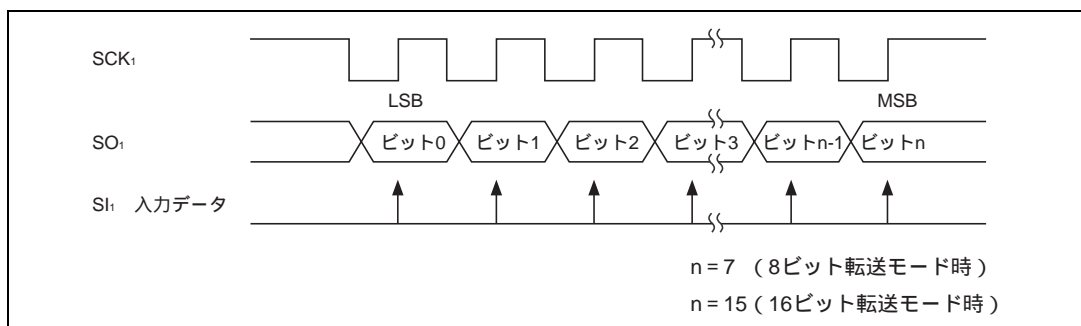 SCK₁
LSB
MSB
SO₁
ビット0
ビット1
ビット2
ビット3
ビットn-1
ビットn
SI₁ 入力データ
n = 7 （8ビット転送モード時）
n = 15（16ビット転送モード時）